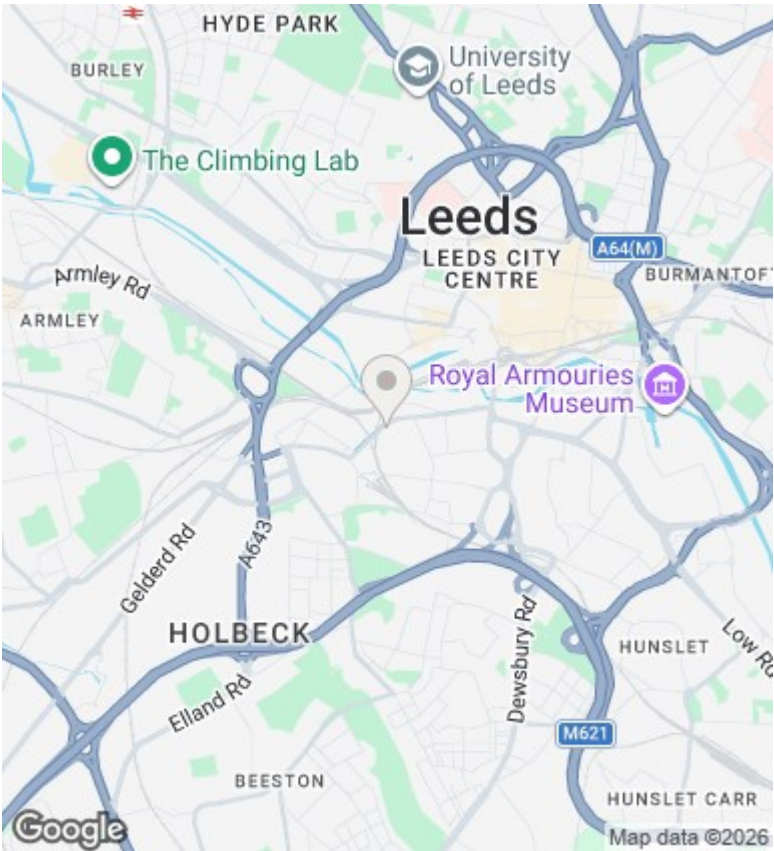 HYDE PARK
BURLEY
University
of Leeds
The Climbing Lab
Leeds
LEEDS CITY
CENTRE
A64(M)
Armley Rd
BURMANTOFT
ARMLEY
Royal Armouries
Museum
Gelderd Rd
A643
HOLBECK
Dewsbury Rd
HUNSLET
Low Rd
Elland Rd
M621
BEESTON
HUNSLET CARR
Google
Map data ©2026